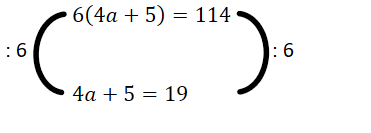 6(4a + 5) = 114
: 6 : 6
4a + 5 = 19